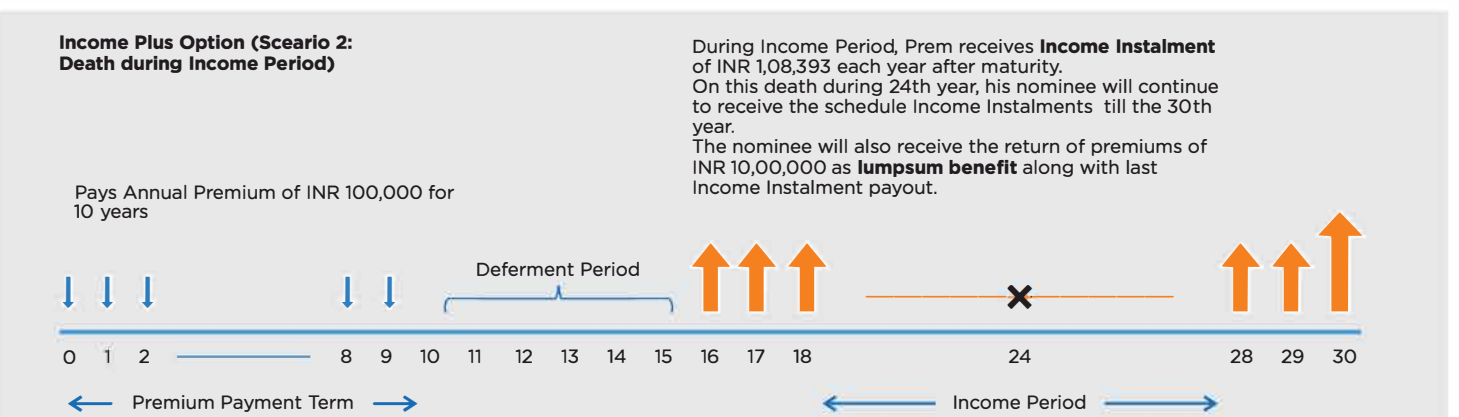 Income Plus Option (Sceario 2:
Death during Income Period)
During Income Period, Prem receives Income Instalment
of INR 1,08,393 each year after maturity.
On this death during 24th year, his nominee will continue
to receive the schedule Income Instalments till the 30th
year.
The nominee will also receive the return of premiums of
INR 10,00,000 as lumpsum benefit along with last
Income Instalment payout.
Pays Annual Premium of INR 100,000 for
10 years
Deferment Period
0 1 2 8 9 10 11 12 13 14 15 16 17 18 24 28 29 30
Premium Payment Term Income Period